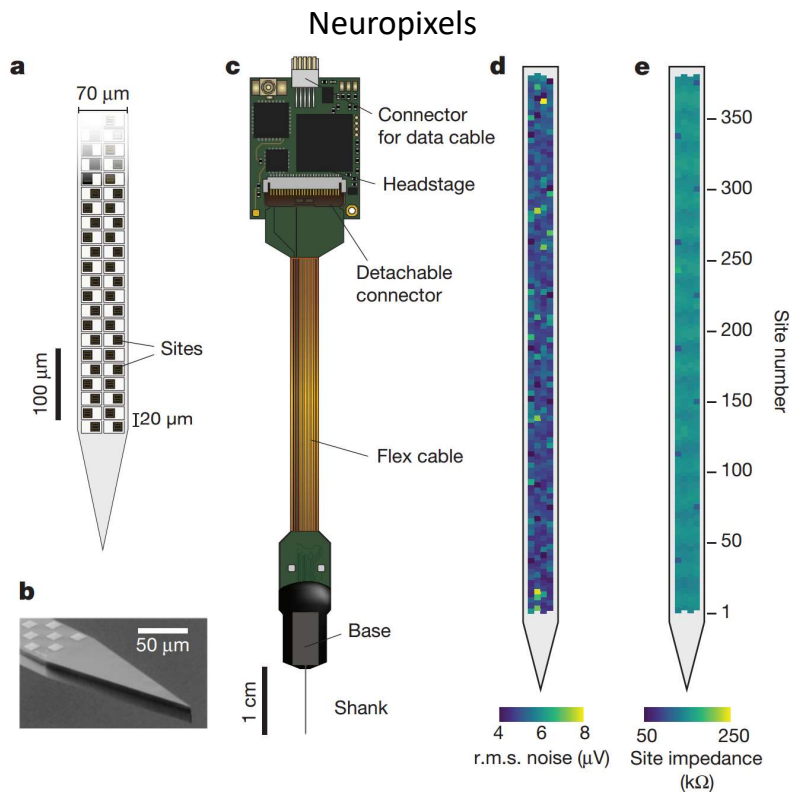 Neuropixels
a
70 μm
100 μm
Sites
20 μm
b
50 μm
c
Connector
for data cable
Headstage
Detachable
connector
Flex cable
Base
1 cm
Shank
d
4 6 8
r.m.s. noise (μV)
e
350
300
250
200
150
100
50
1
Site number
50 250
Site impedance
(kΩ)